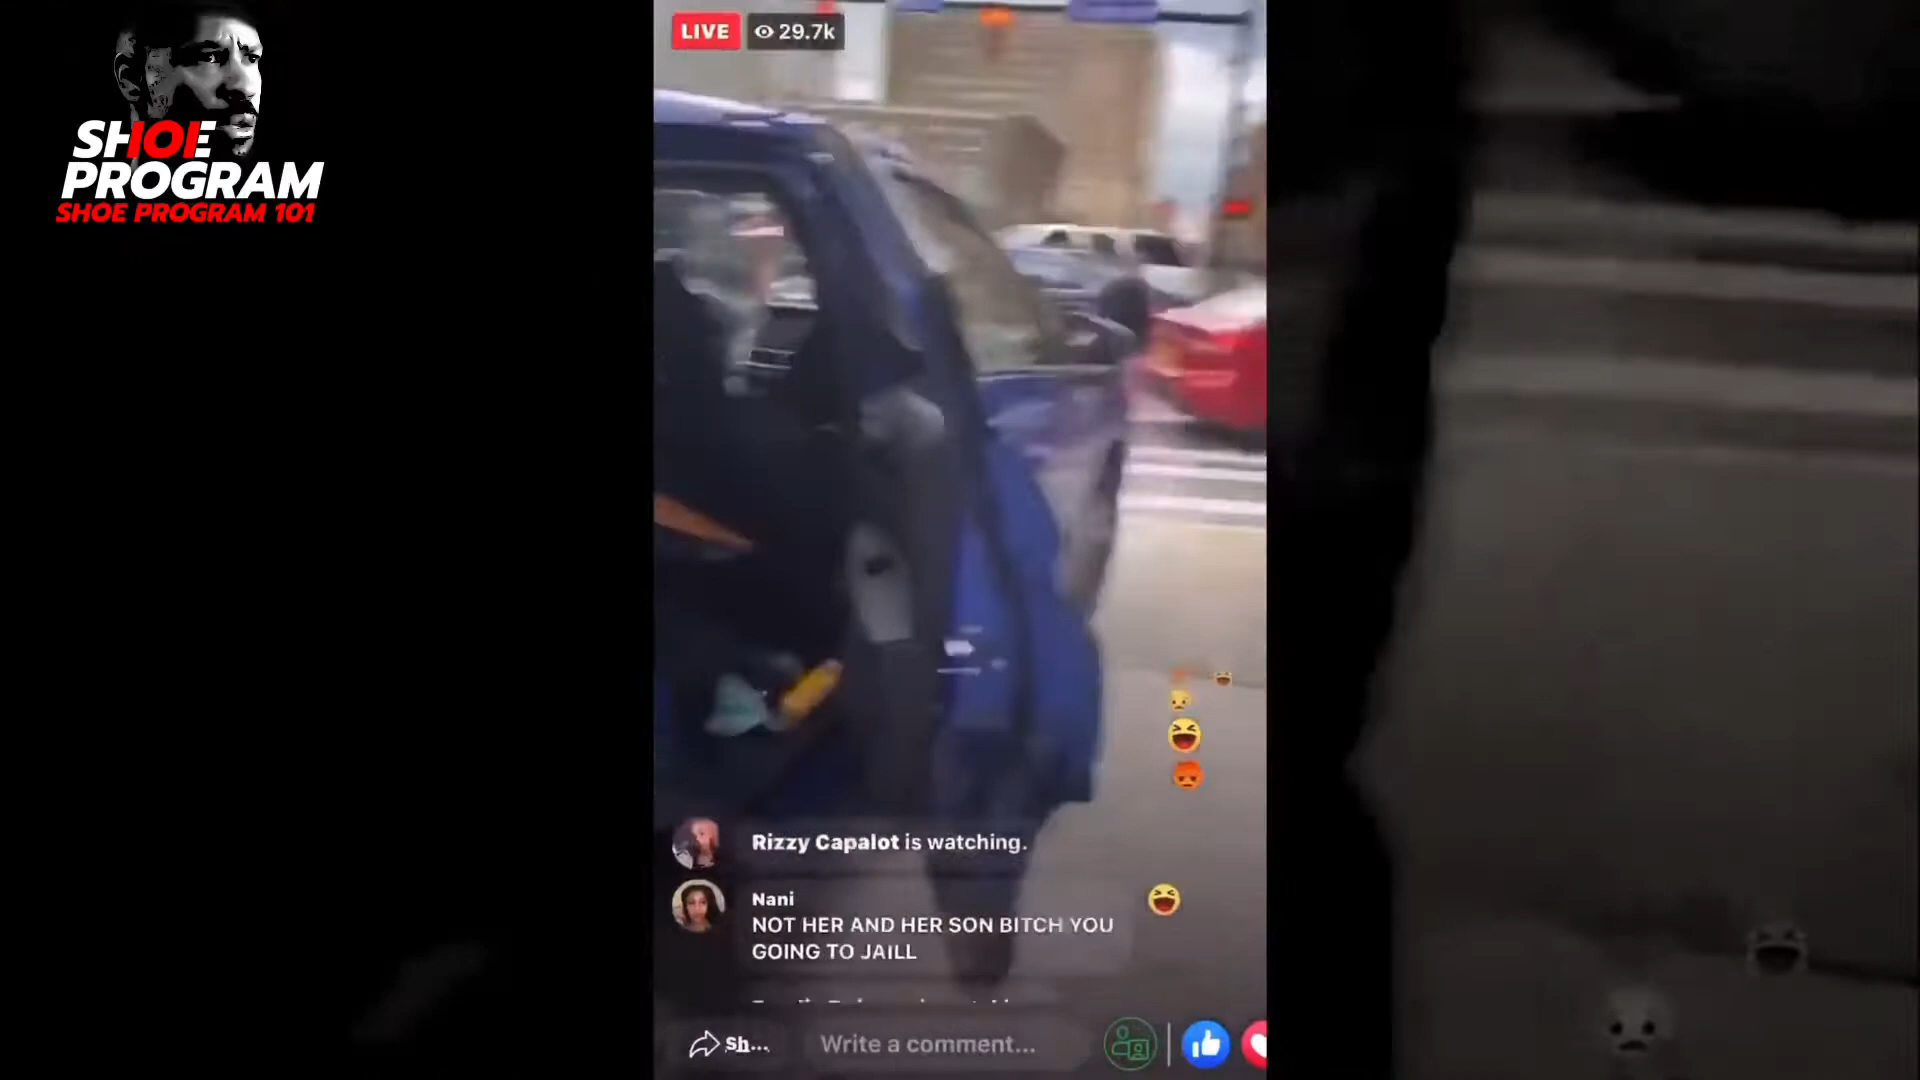 SHOE
PROGRAM
SHOE PROGRAM 101
LIVE
29.7k
Rizzy Capalot is watching.
Nani
NOT HER AND HER SON BITCH YOU
GOING TO JAILL
Sh...
Write a comment...